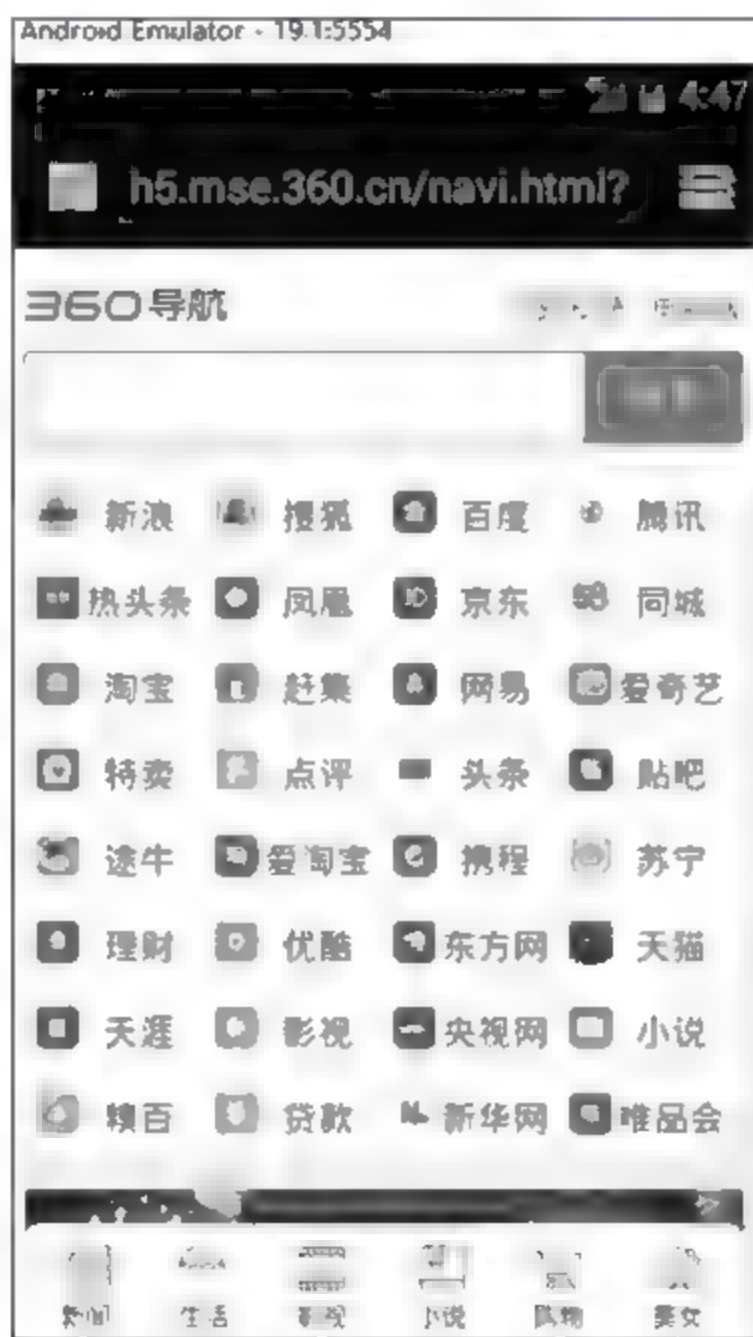 Android Emulator - 19.1:5554
4:47
h5.mse.360.cn/navi.html?
360导航
新浪 搜狐 百度 腾讯
热头条 凤凰 京东 58 同城
淘宝 赶集 网易 爱奇艺
特卖 点评 头条 贴吧
途牛 爱淘宝 携程 苏宁
理财 优酷 东方网 天猫
天涯 影视 央视网 小说
糗百 贷款 新华网 唯品会
新闻 生活 影视 小说 购物 美女